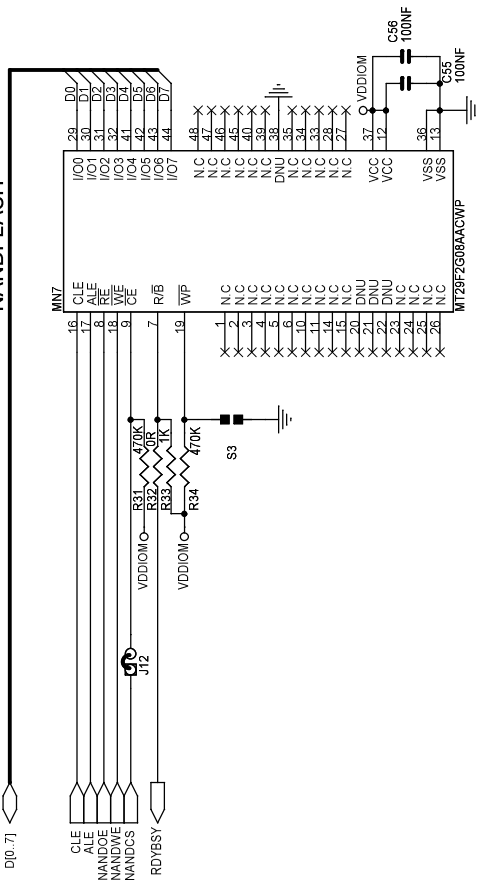 NANDFLASH
D[0..7]
CLE
ALE
NANDOE
NANDWE
NANDCS
RDYBSY
J12
VDDIOM
VDDIOM
R31 470K
R32 0R
R33 1K
R34 470K
S3
MN7
16 CLE
17 ALE
8 RE
18 WE
9 CE
7 R/B
19 WP
1 N.C
2 N.C
3 N.C
4 N.C
5 N.C
6 N.C
10 N.C
11 N.C
14 N.C
15 N.C
20 DNU
21 DNU
22 DNU
23 N.C
24 N.C
25 N.C
26 N.C
I/O0 29 D0
I/O1 30 D1
I/O2 31 D2
I/O3 32 D3
I/O4 41 D4
I/O5 42 D5
I/O6 43 D6
I/O7 44 D7
N.C 48
N.C 47
N.C 46
N.C 45
N.C 40
N.C 39
DNU 38
N.C 35
N.C 34
N.C 33
N.C 28
N.C 27
VCC 37
VCC 12
VSS 36
VSS 13
VDDIOM
C56
100NF
C55
100NF
MT29F2G08AACWP